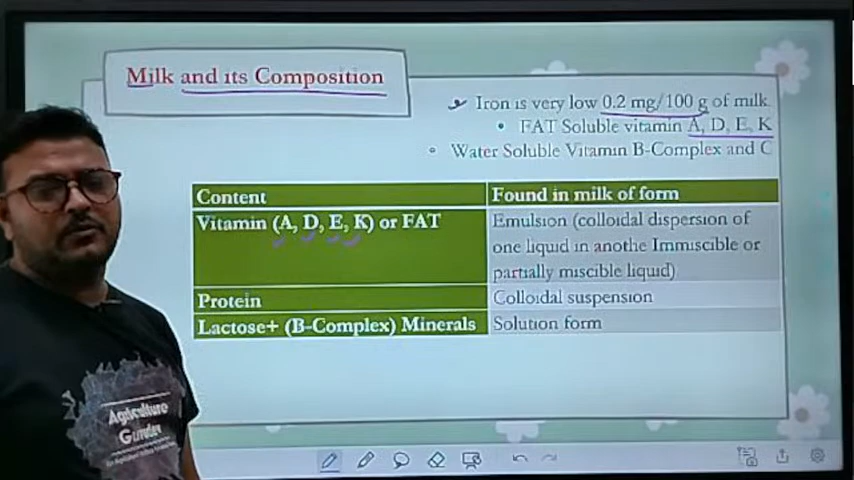 Milk and its Composition
Iron is very low 0.2 mg/100 g of milk
FAT Soluble vitamin A, D, E, K
Water Soluble Vitamin B-Complex and C
Content
Found in milk of form
Vitamin (A, D, E, K) or FAT
Emulsion (colloidal dispersion of
one liquid in anothe Immiscible or
partially miscible liquid)
Protein
Colloidal suspension
Lactose+ (B-Complex) Minerals
Solution form
Agriculture